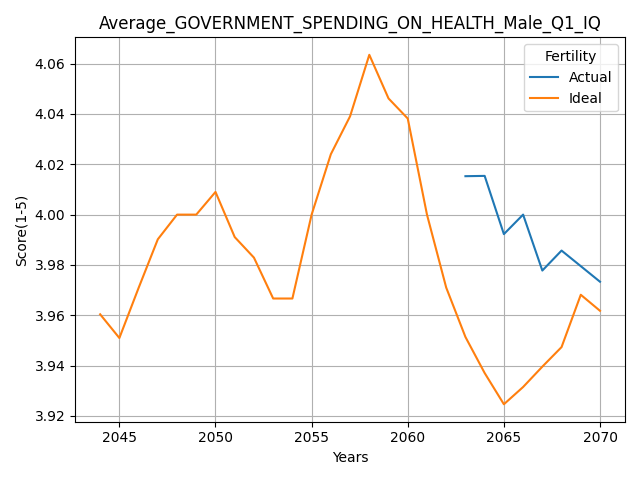 Average_GOVERNMENT_SPENDING_ON_HEALTH_Male_Q1_IQ
Fertility
Actual
Ideal
Score(1-5)
4.06
4.04
4.02
4.00
3.98
3.96
3.94
3.92
2045 2050 2055 2060 2065 2070
Years